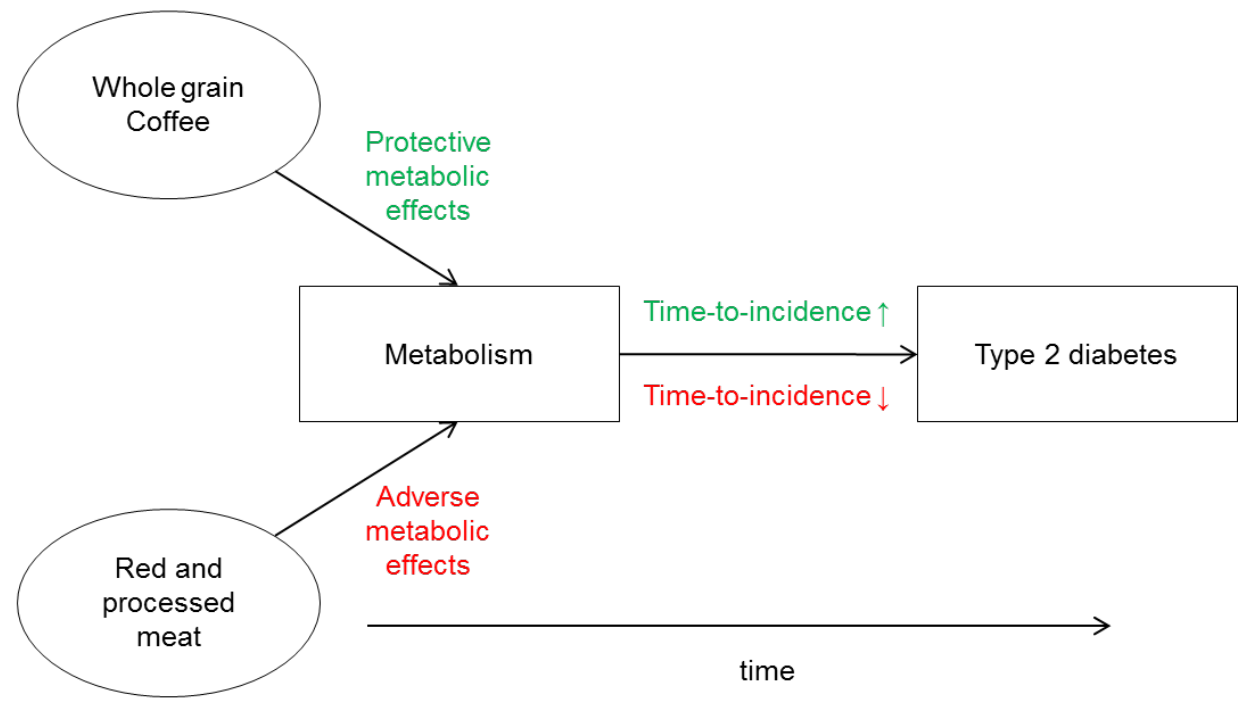 Whole grain
Coffee
Protective
metabolic
effects
Metabolism
Time-to-incidence ↑
Time-to-incidence ↓
Type 2 diabetes
Adverse
metabolic
effects
Red and
processed
meat
time